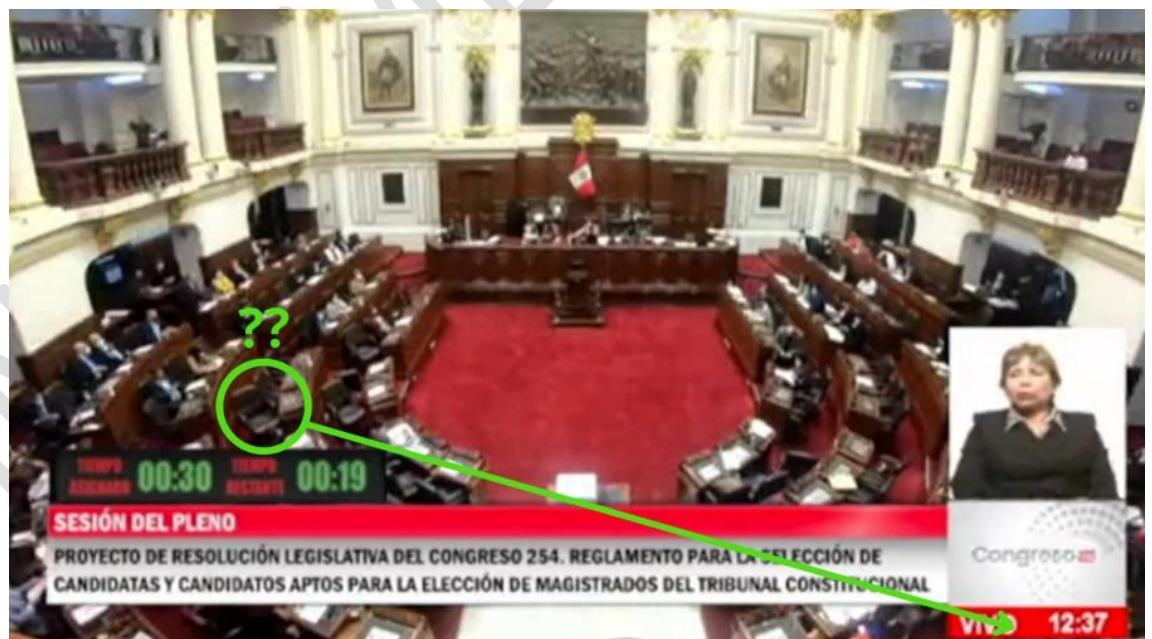 ??
TIEMPO ASIGNADO 00:30 TIEMPO RESTANTE 00:19
SESIÓN DEL PLENO
PROYECTO DE RESOLUCIÓN LEGISLATIVA DEL CONGRESO 254. REGLAMENTO PARA LA SELECCIÓN DE
CANDIDATAS Y CANDIDATOS APTOS PARA LA ELECCIÓN DE MAGISTRADOS DEL TRIBUNAL CONSTITUCIONAL
Congreso
VIVO 12:37